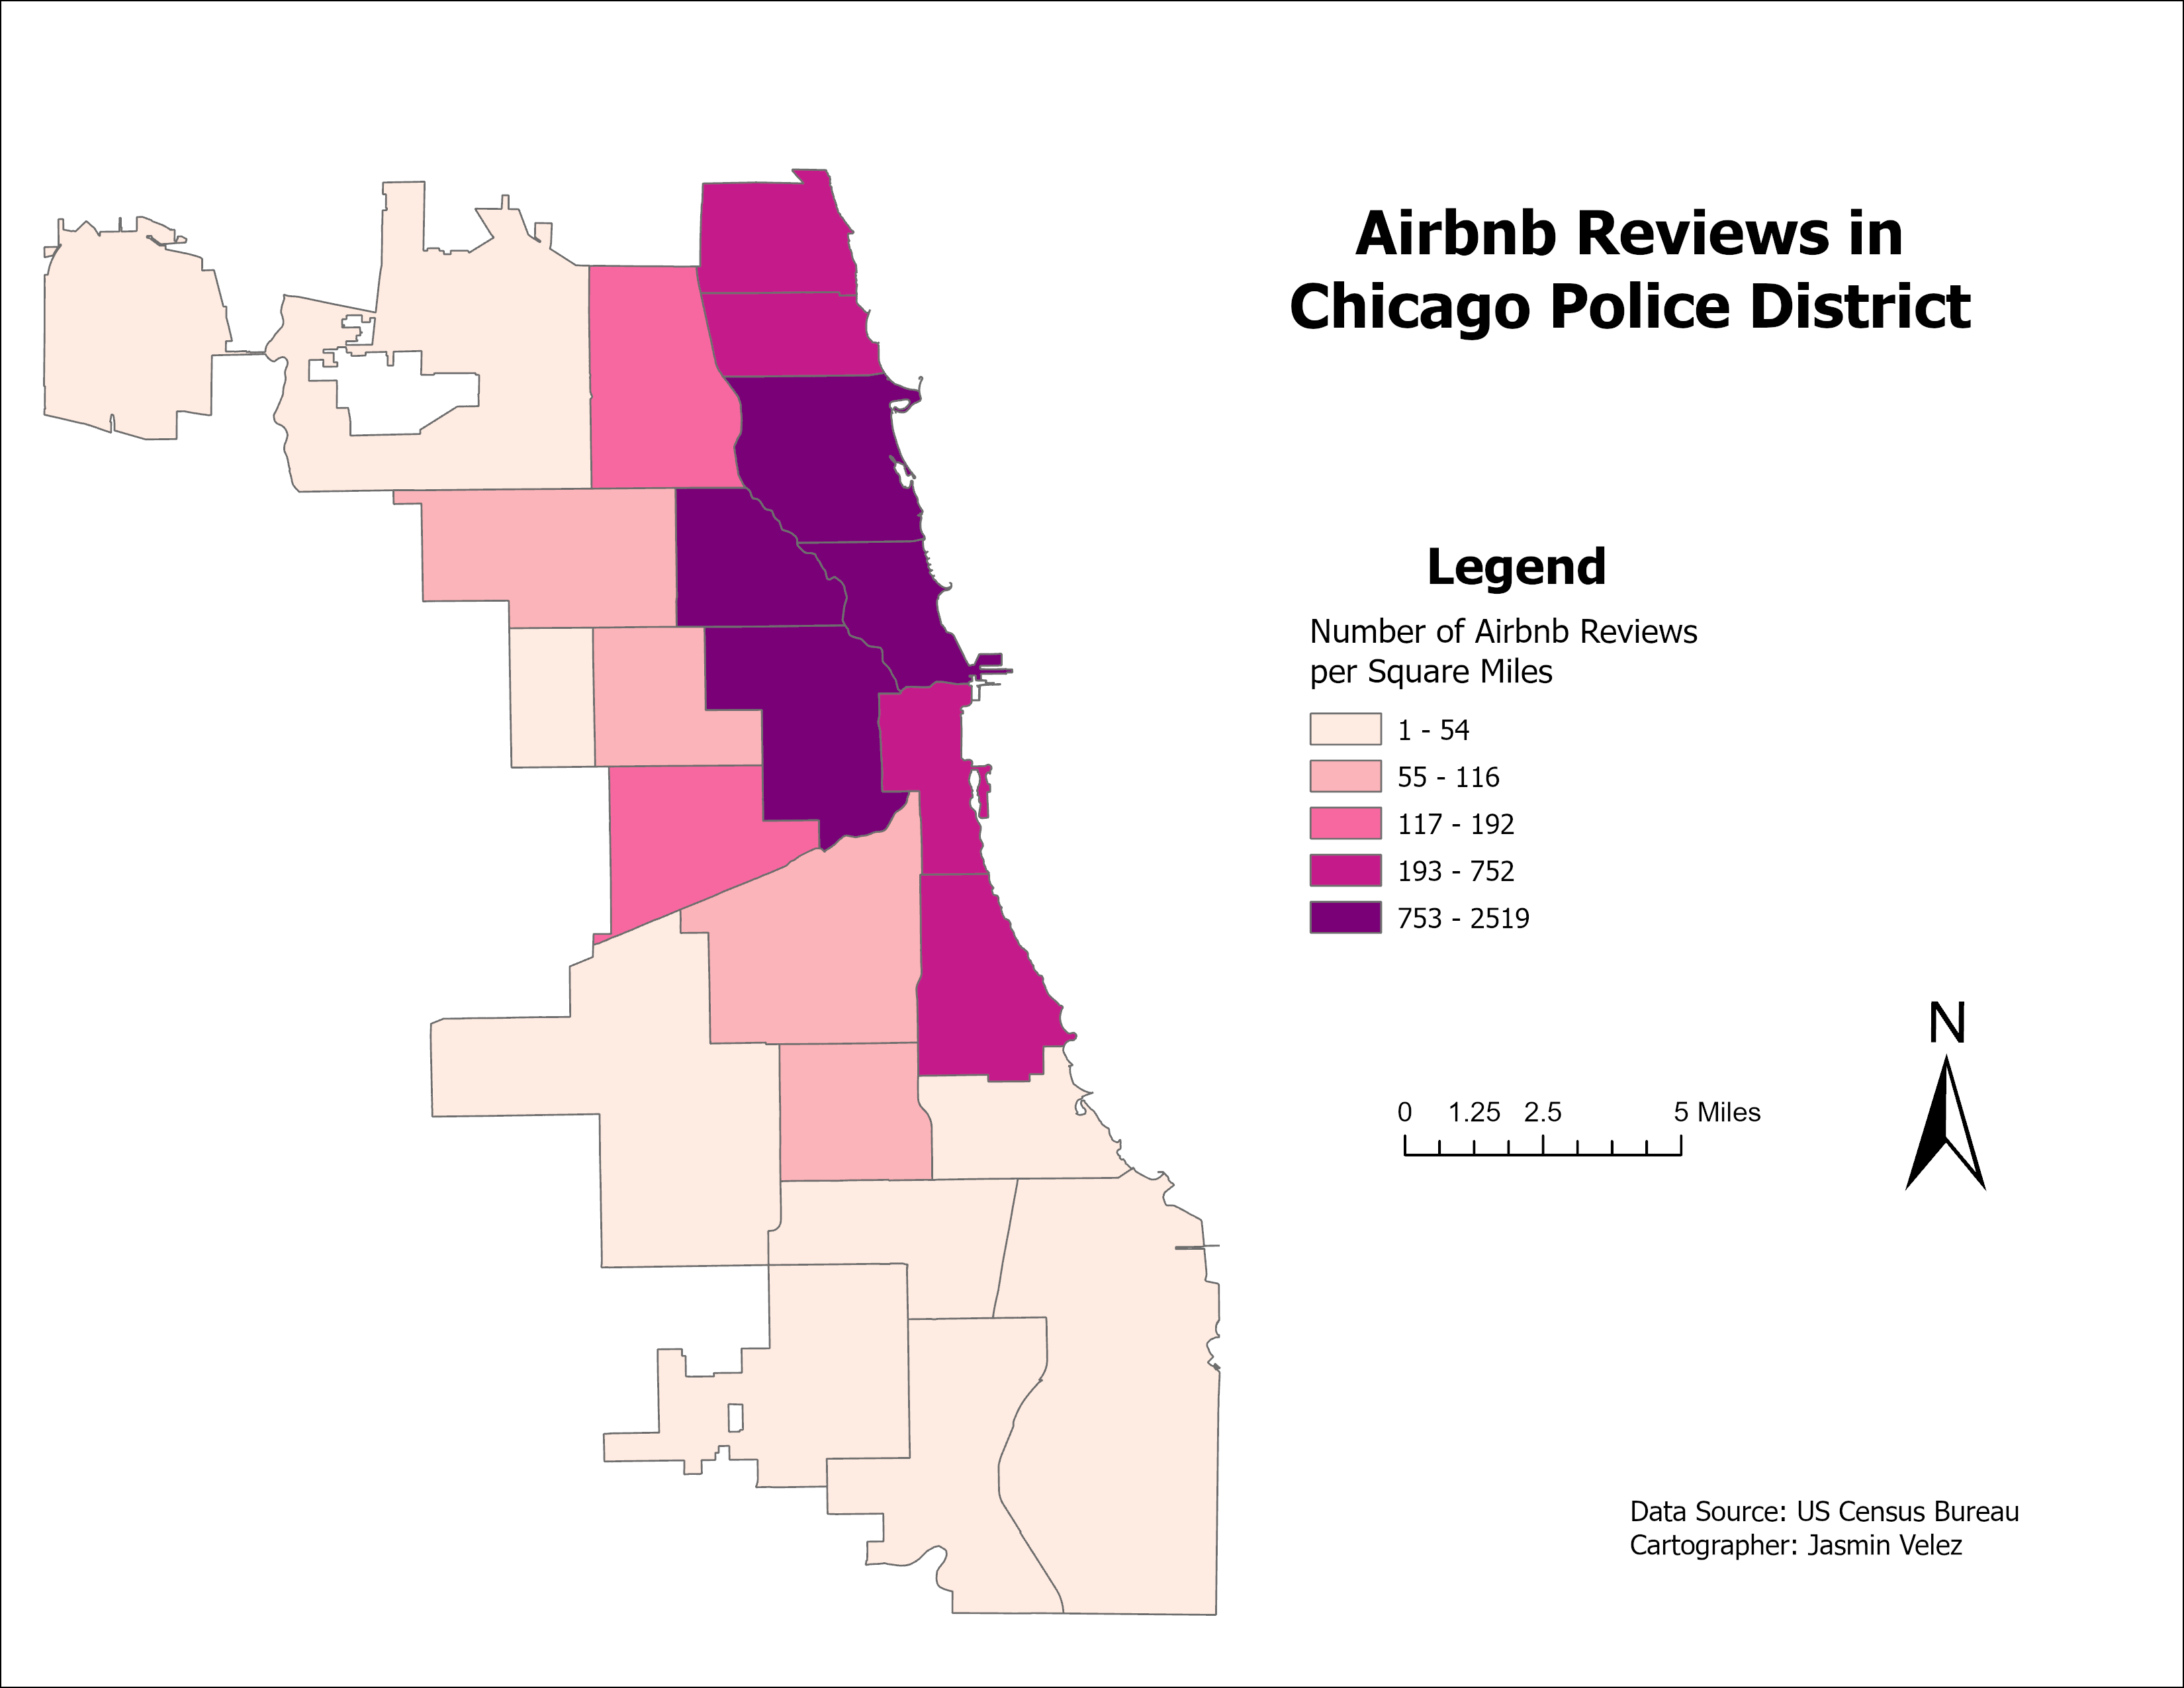 Airbnb Reviews in
Chicago Police District
Legend
Number of Airbnb Reviews
per Square Miles
1 - 54
55 - 116
117 - 192
193 - 752
753 - 2519
N
0 1.25 2.5 5 Miles
Data Source: US Census Bureau
Cartographer: Jasmin Velez